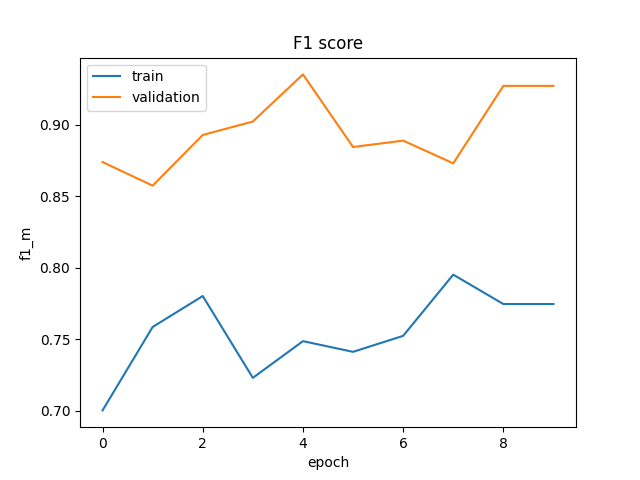 F1 score
train
validation
0.90
0.85
0.80
0.75
0.70
f1_m
0 2 4 6 8
epoch